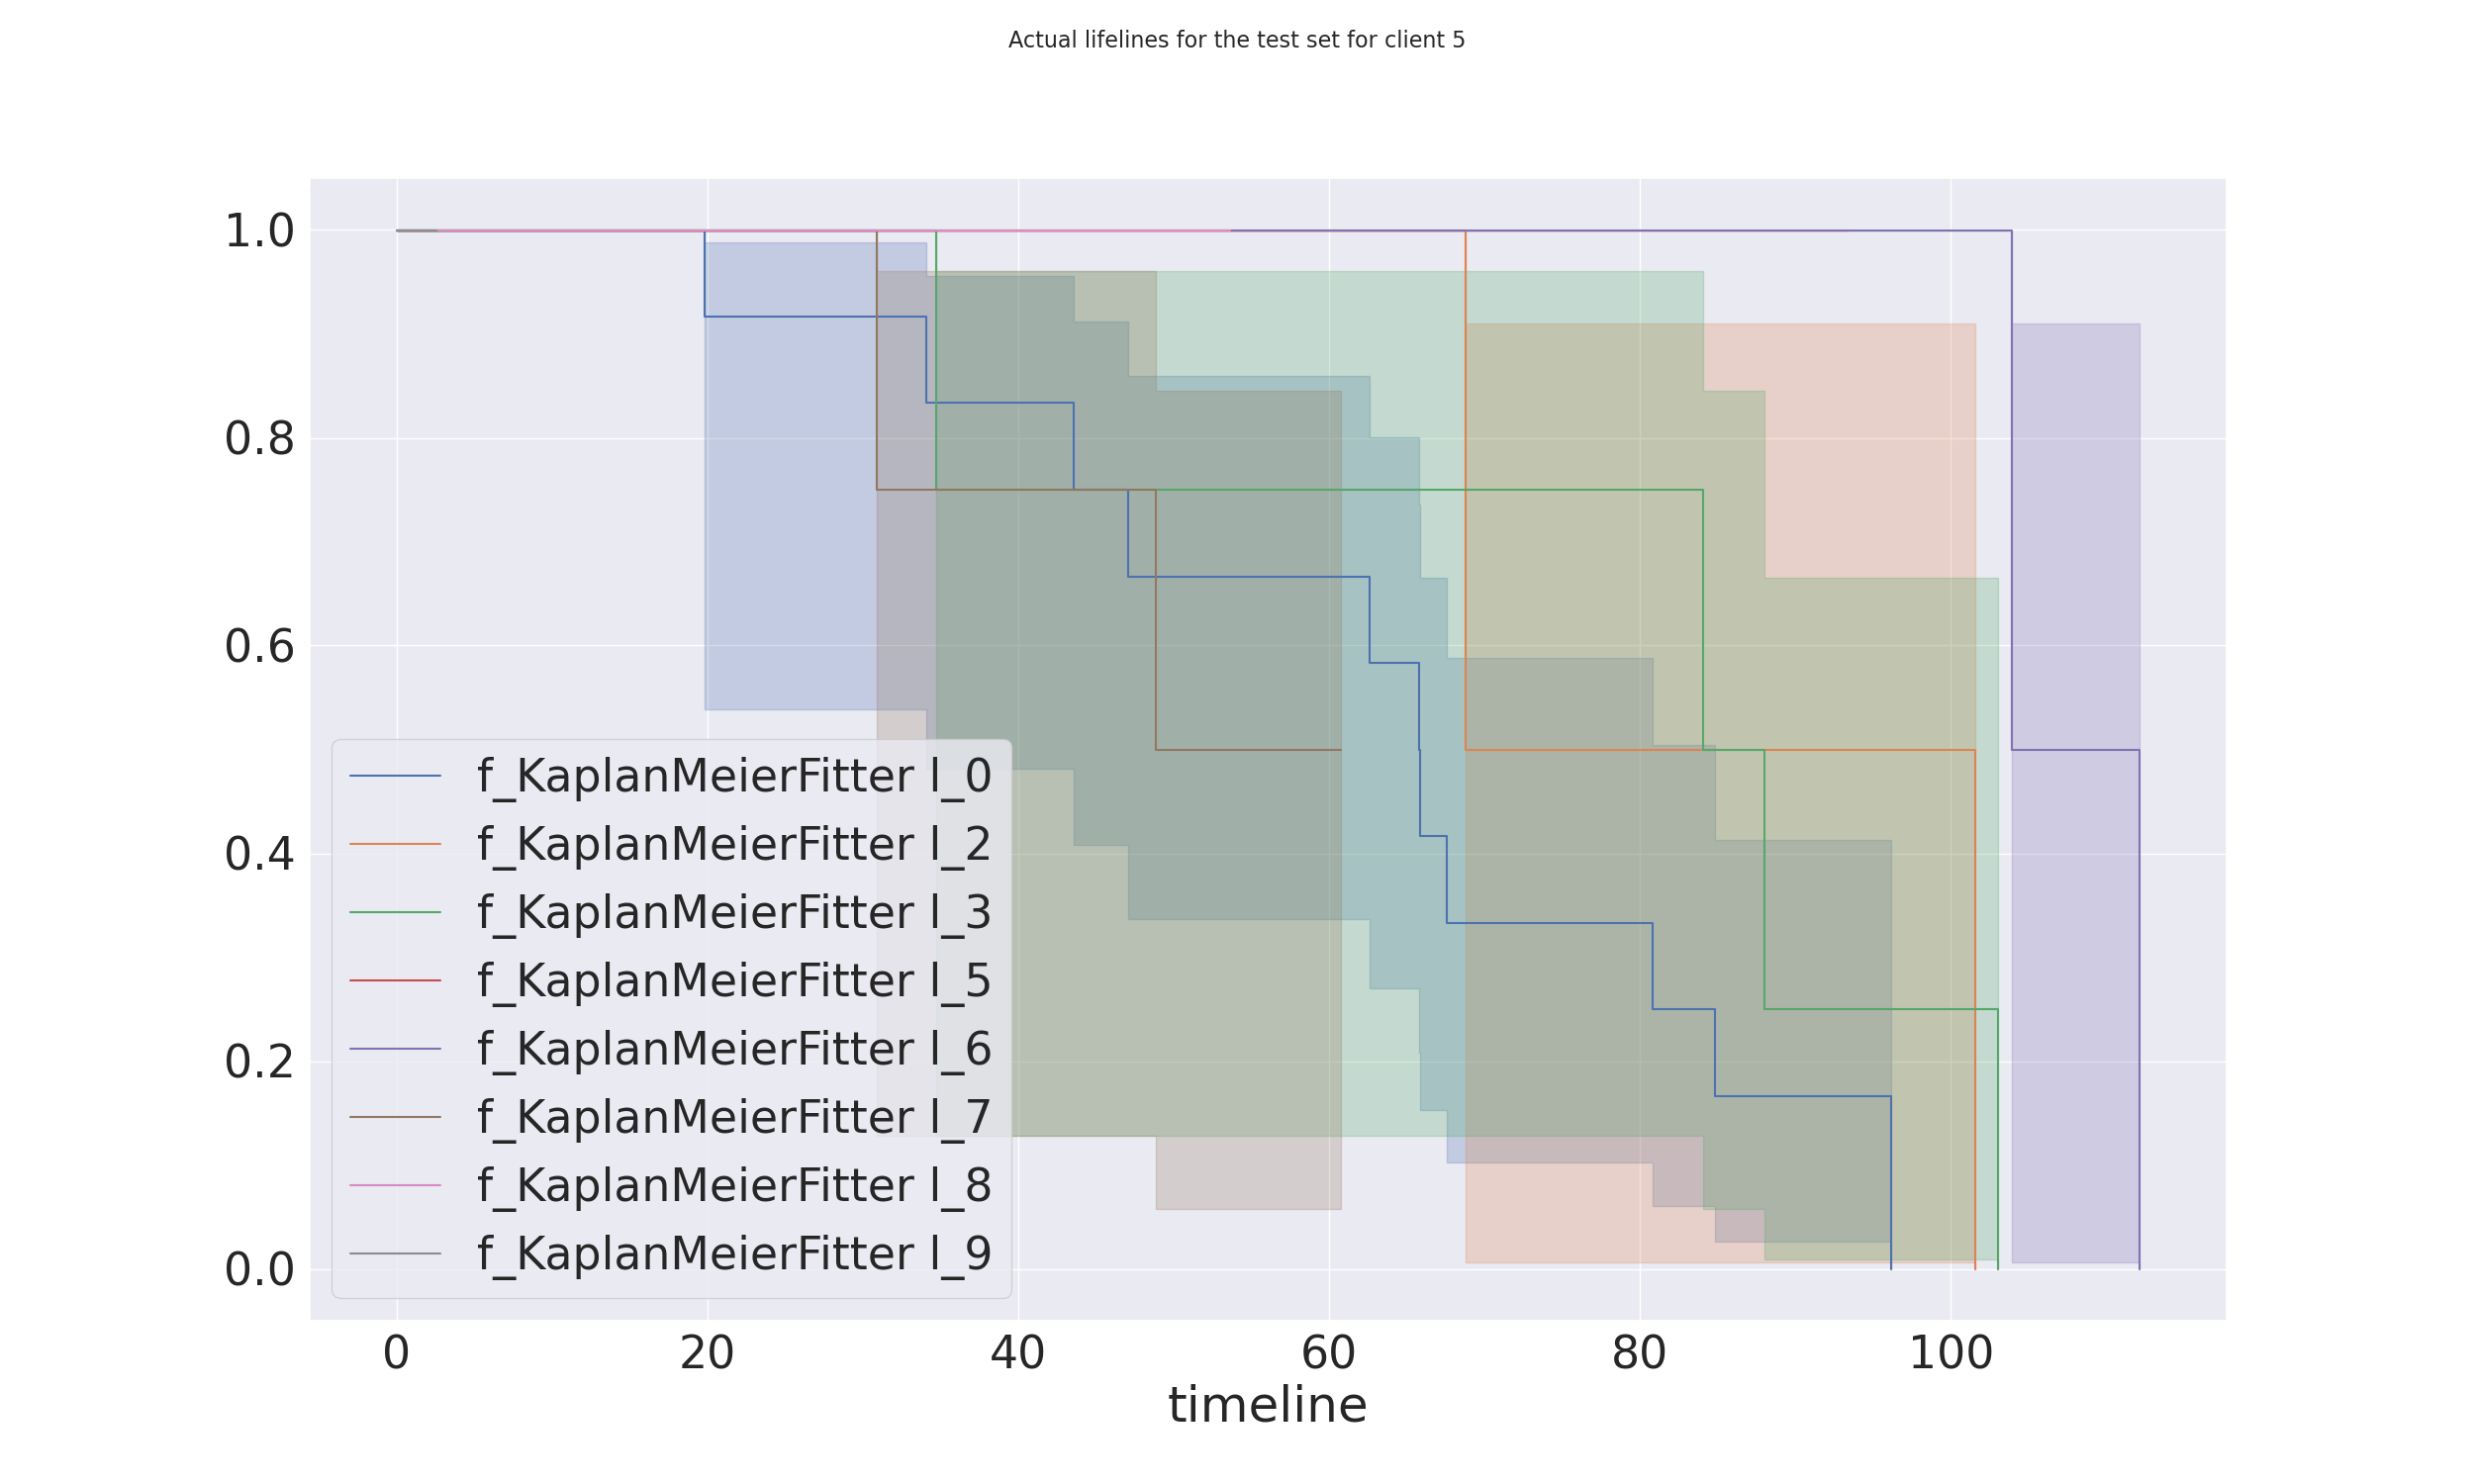 Actual lifelines for the test set for client 5
1.0
0.8
0.6
0.4
0.2
0.0
f_KaplanMeierFitter l_0
f_KaplanMeierFitter l_2
f_KaplanMeierFitter l_3
f_KaplanMeierFitter l_5
f_KaplanMeierFitter l_6
f_KaplanMeierFitter l_7
f_KaplanMeierFitter l_8
f_KaplanMeierFitter l_9
0 20 40 60 80 100
timeline